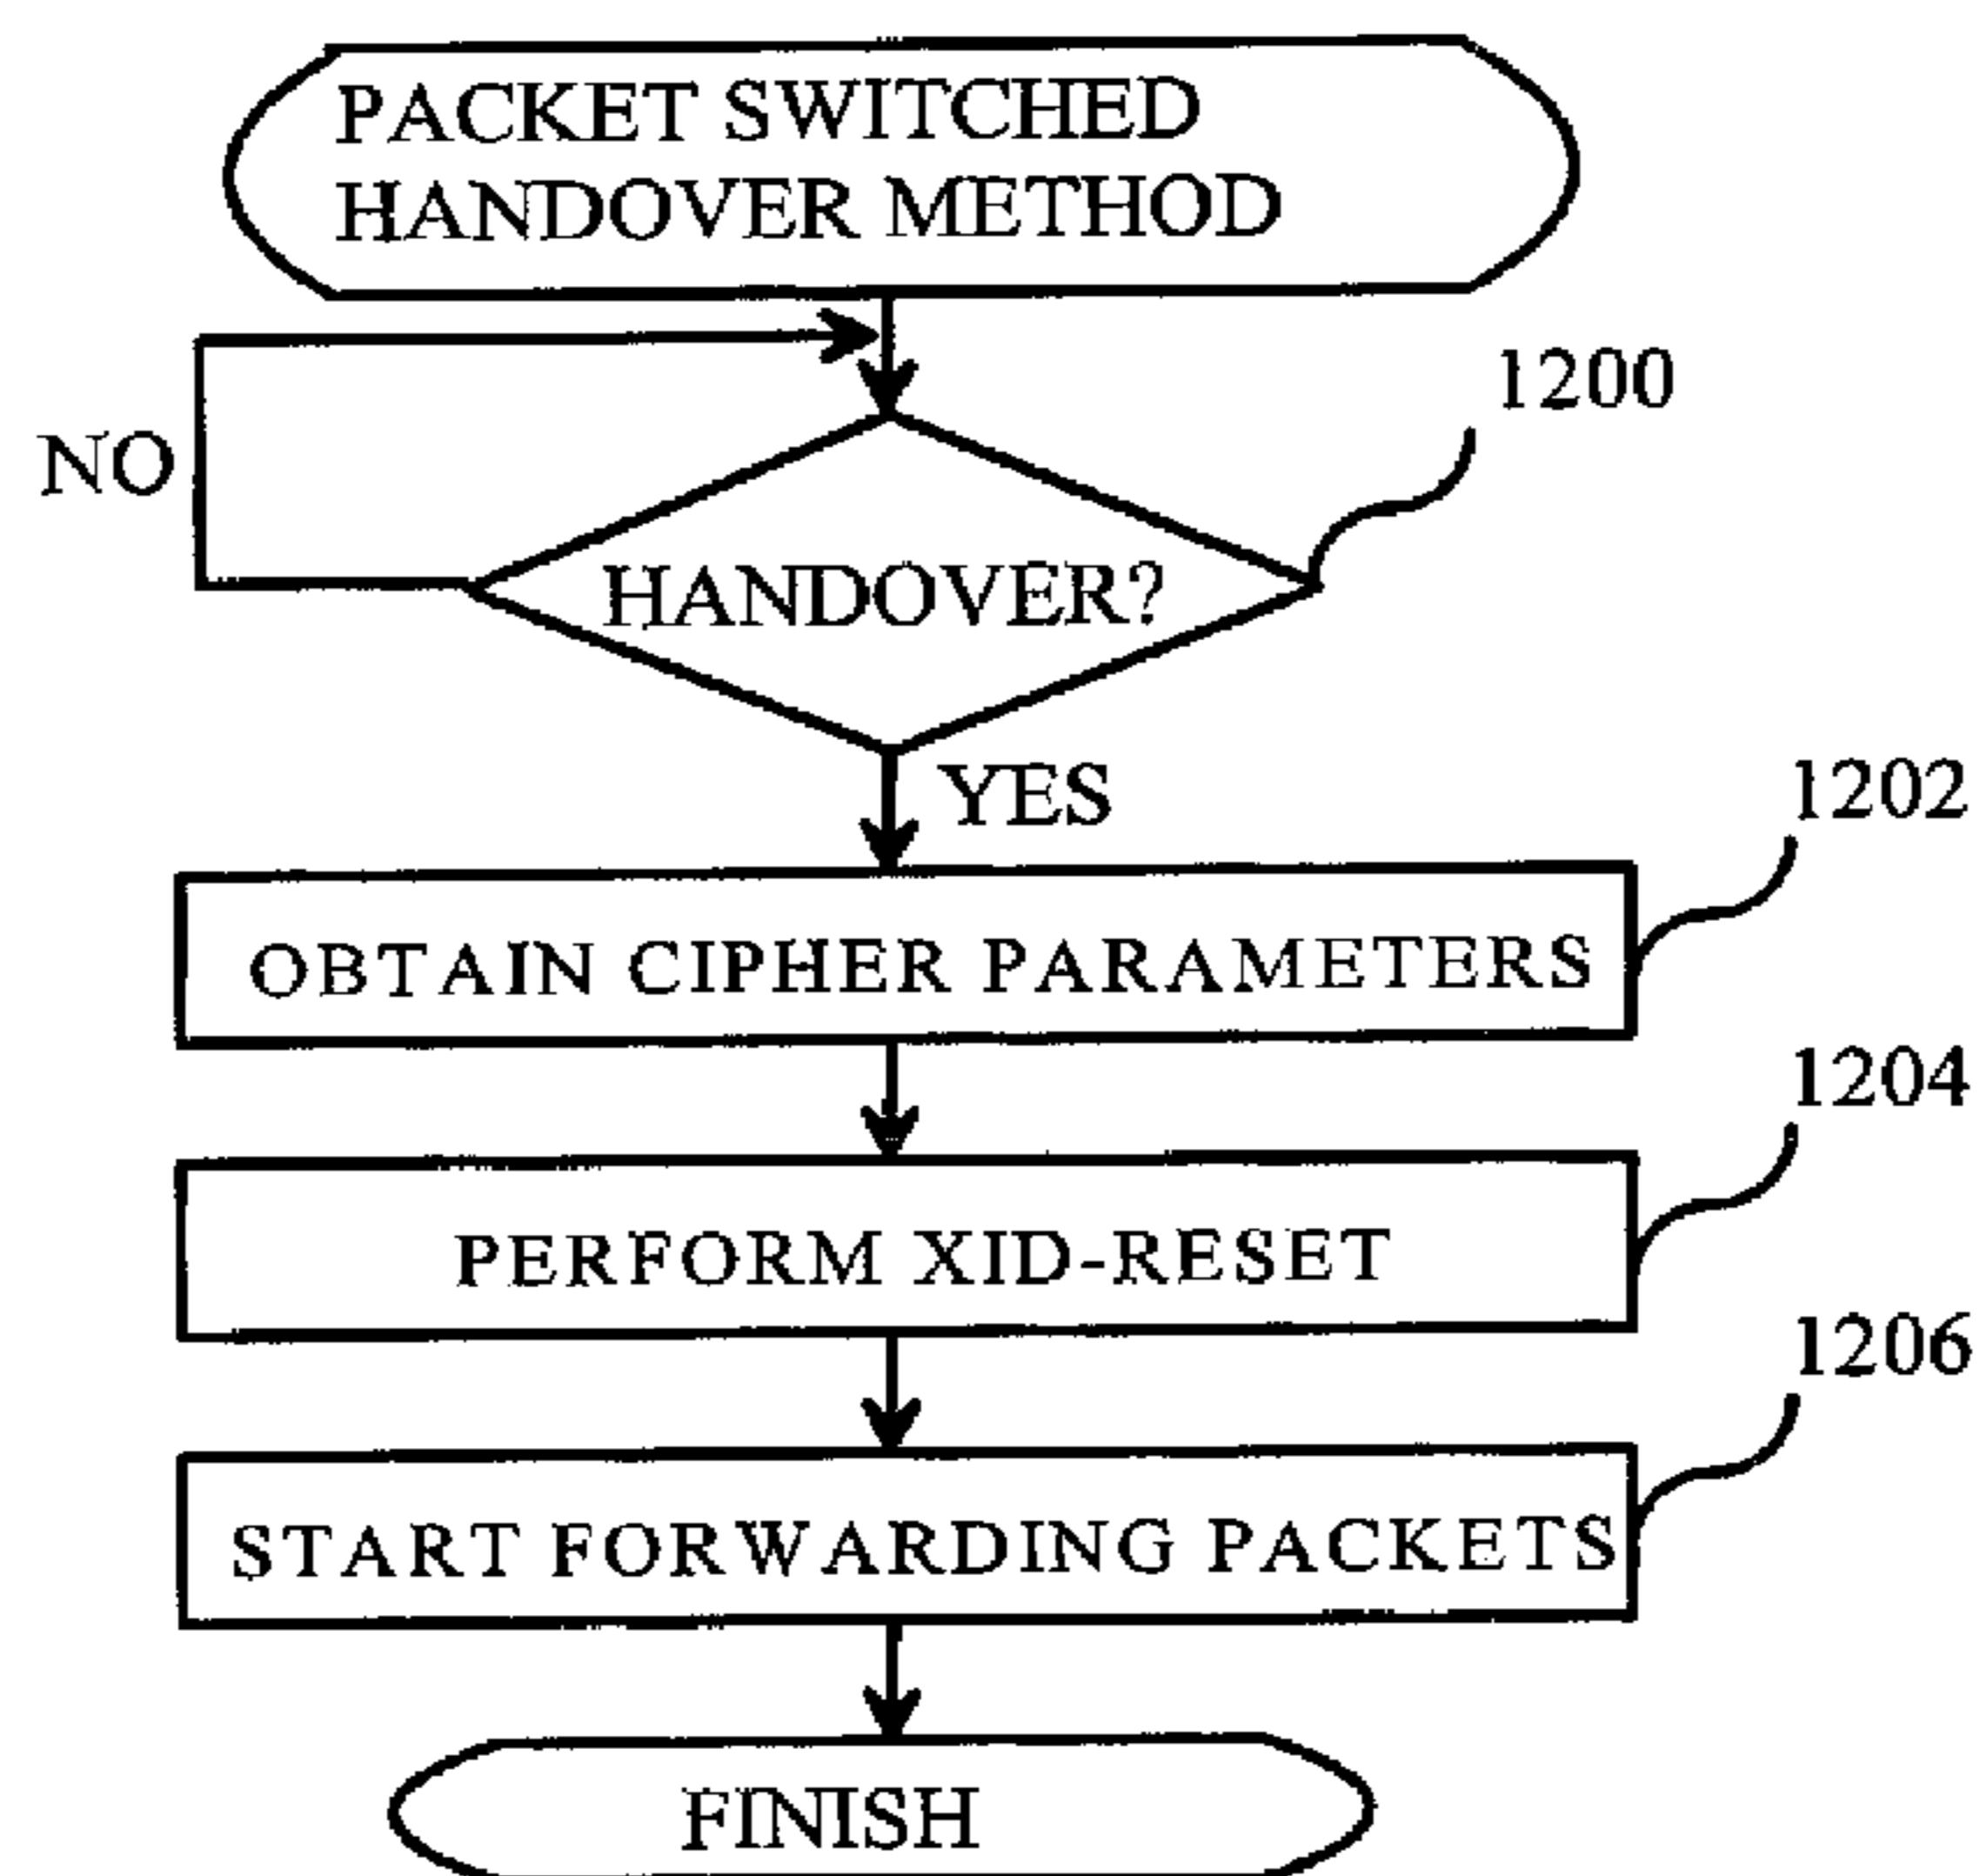 PACKET SWITCHED
HANDOVER METHOD
1200
NO
HANDOVER?
YES
1202
OBTAIN CIPHER PARAMETERS
1204
PERFORM XID-RESET
1206
START FORWARDING PACKETS
FINISH